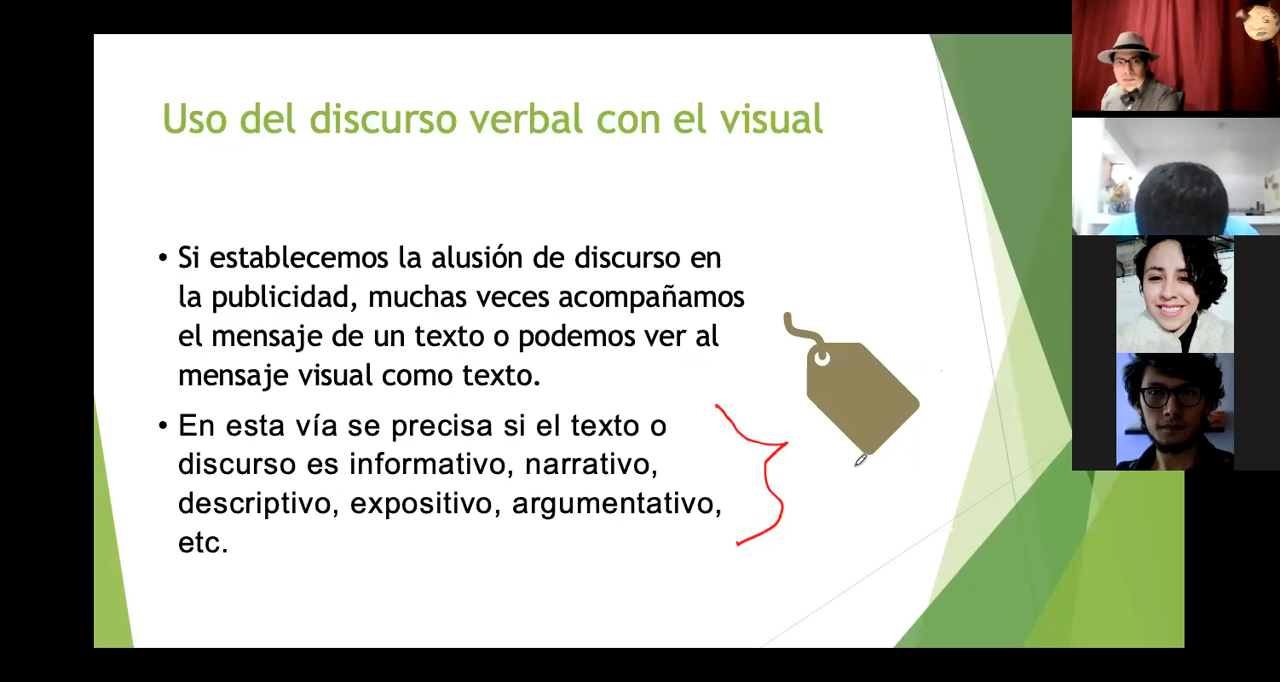 Uso del discurso verbal con el visual
• Si establecemos la alusión de discurso en
la publicidad, muchas veces acompañamos
el mensaje de un texto o podemos ver al
mensaje visual como texto.
• En esta vía se precisa si el texto o
discurso es informativo, narrativo,
descriptivo, expositivo, argumentativo,
etc.